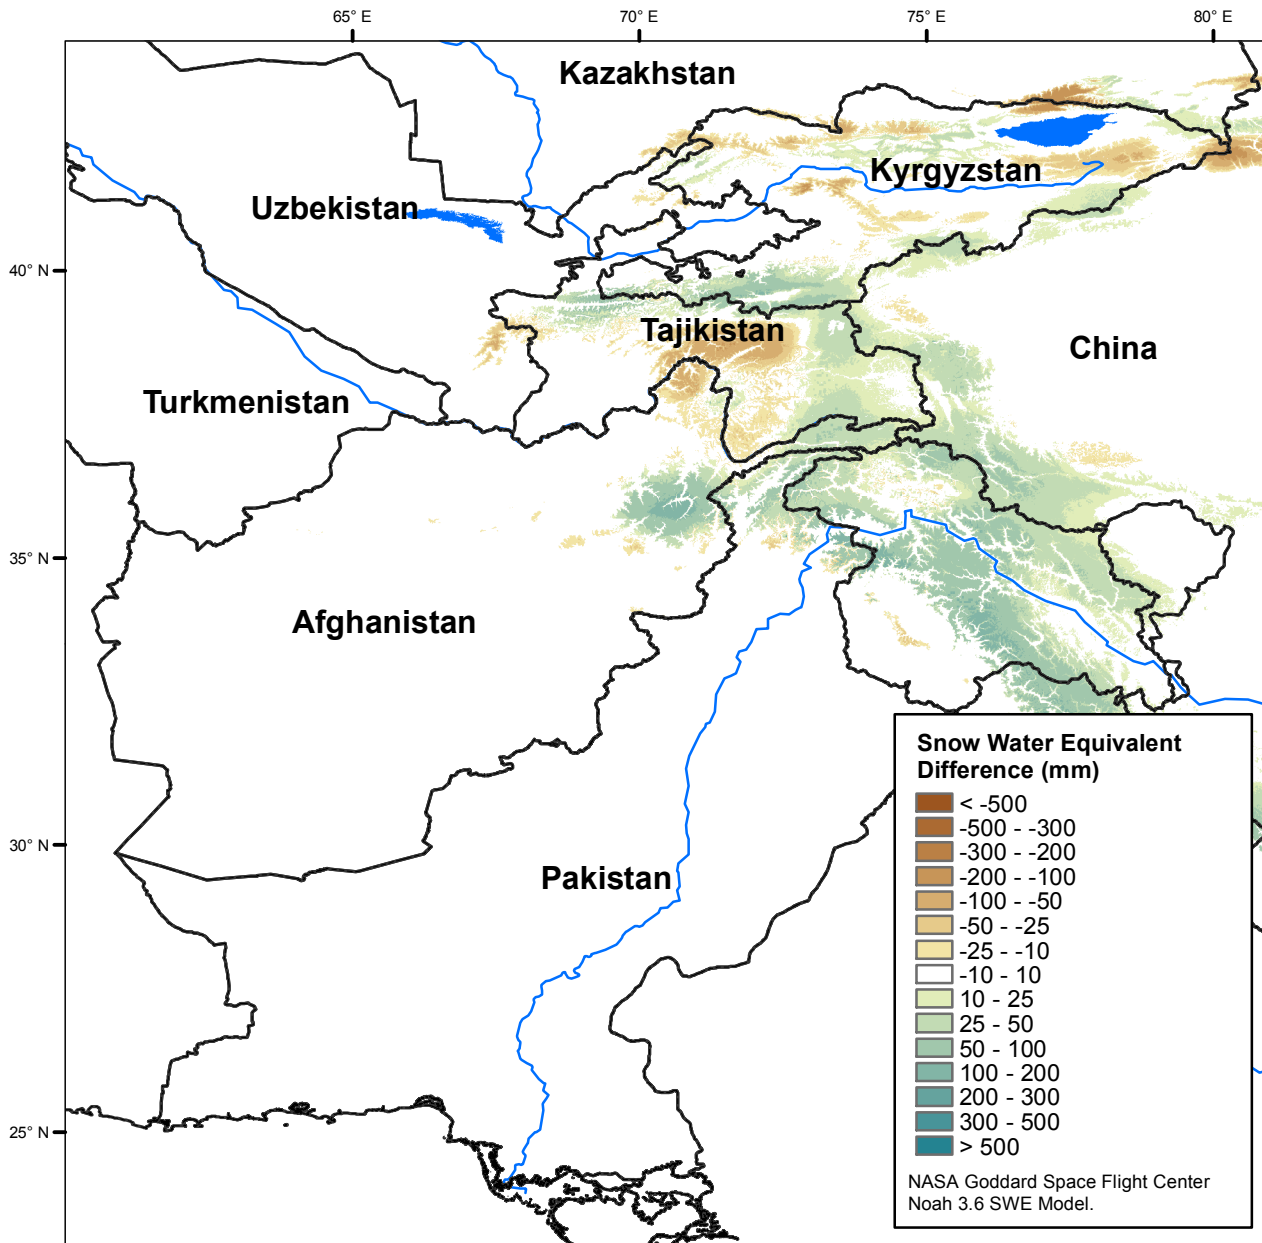 65° E
70° E
75° E
80° E
Kazakhstan
Kyrgyzstan
Uzbekistan
40° N
Tajikistan
China
Turkmenistan
35° N
Afghanistan
30° N
Pakistan
25° N
Snow Water Equivalent
Difference (mm)
< -500
-500 - -300
-300 - -200
-200 - -100
-100 - -50
-50 - -25
-25 - -10
-10 - 10
10 - 25
25 - 50
50 - 100
100 - 200
200 - 300
300 - 500
> 500
NASA Goddard Space Flight Center
Noah 3.6 SWE Model.